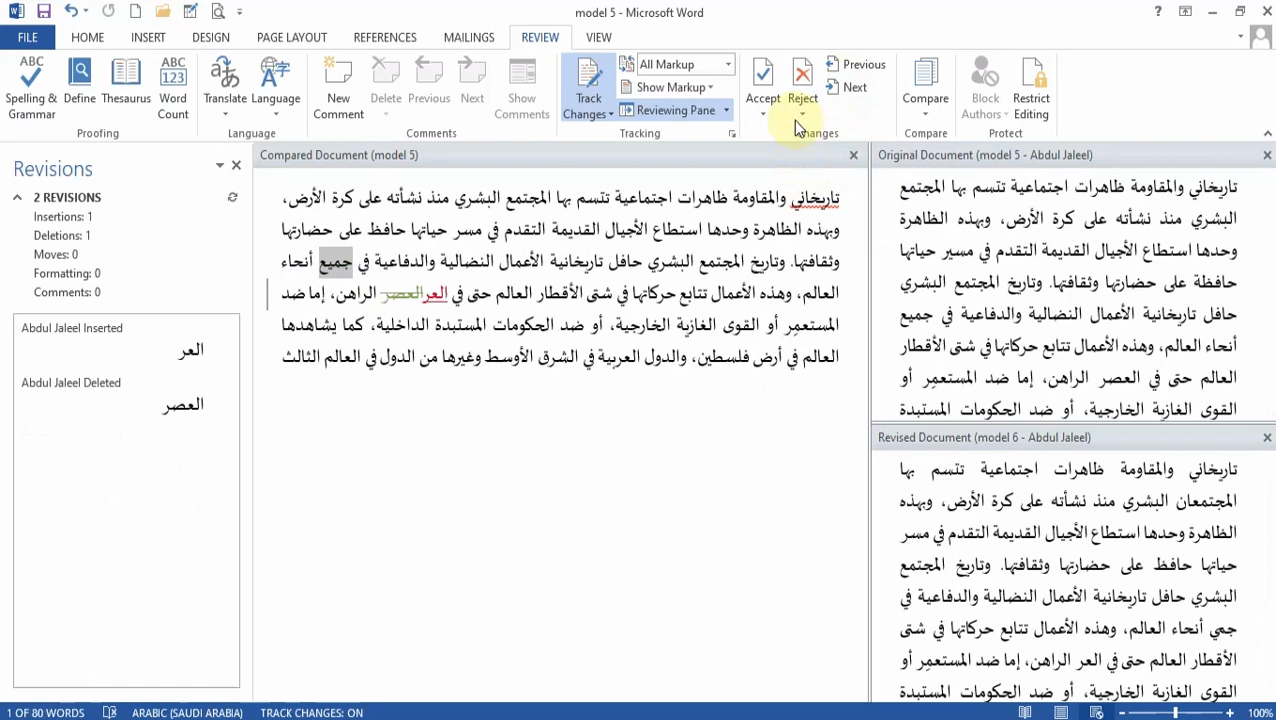 model 5 - Microsoft Word
FILE HOME INSERT DESIGN PAGE LAYOUT REFERENCES MAILINGS REVIEW VIEW
Spelling & Grammar
Define
Thesaurus
Word Count
Proofing
Translate
Language
Language
New Comment
Delete
Previous
Next
Show Comments
Comments
Track Changes
All Markup
Show Markup
Reviewing Pane
Tracking
Accept
Reject
Previous
Next
Changes
Compare
Compare
Block Authors
Restrict Editing
Protect
Revisions
2 REVISIONS
Insertions: 1
Deletions: 1
Moves: 0
Formatting: 0
Comments: 0
Abdul Jaleel Inserted
العر
Abdul Jaleel Deleted
العصر
Compared Document (model 5)
تاريخاني والمقاومة ظاهرات اجتماعية تتسم بها المجتمع البشري منذ نشأته على كرة الأرض،
وبهذه الظاهرة وحدها استطاع الأجيال القديمة التقدم في مسر حياتها حافظ على حضارتها
وثقافتها. وتاريخ المجتمع البشري حافل تاريخانية الأعمال النضالية والدفاعية في جميع أنحاء
العالم، وهذه الأعمال تتابع حركاتها في شتى الأقطار العالم حتى في العرالعصر الراهن، إما ضد
المستعمِر أو القوى الغازية الخارجية، أو ضد الحكومات المستبدة الداخلية، كما يشاهدها
العالم في أرض فلسطين، والدول العربية في الشرق الأوسط وغيرها من الدول في العالم الثالث
Original Document (model 5 - Abdul Jaleel)
تاريخاني والمقاومة ظاهرات اجتماعية تتسم بها المجتمع
البشري منذ نشأته على كرة الأرض، وبهذه الظاهرة
وحدها استطاع الأجيال القديمة التقدم في مسير حياتها
حافظة على حضارتها وثقافتها. وتاريخ المجتمع البشري
حافل تاريخانية الأعمال النضالية والدفاعية في جميع
أنحاء العالم، وهذه الأعمال تتابع حركاتها في شتى الأقطار
العالم حتى في العصر الراهن، إما ضد المستعمِر أو
القوى الغازية الخارجية، أو ضد الحكومات المستبدة
Revised Document (model 6 - Abdul Jaleel)
تاريخاني والمقاومة ظاهرات اجتماعية تتسم بها
المجتمعان البشري منذ نشأته على كرة الأرض، وبهذه
الظاهرة وحدها استطاع الأجيال القديمة التقدم في مسر
حياتها حافظ على حضارتها وثقافتها. وتاريخ المجتمع
البشري حافل تاريخانية الأعمال النضالية والدفاعية في
جمي أنحاء العالم، وهذه الأعمال تتابع حركاتها في شتى
الأقطار العالم حتى في العر الراهن، إما ضد المستعمِر أو
القوى الغازية الخارجية، أو ضد الحكومات المستبدة
1 OF 80 WORDS ARABIC (SAUDI ARABIA) TRACK CHANGES: ON 100%